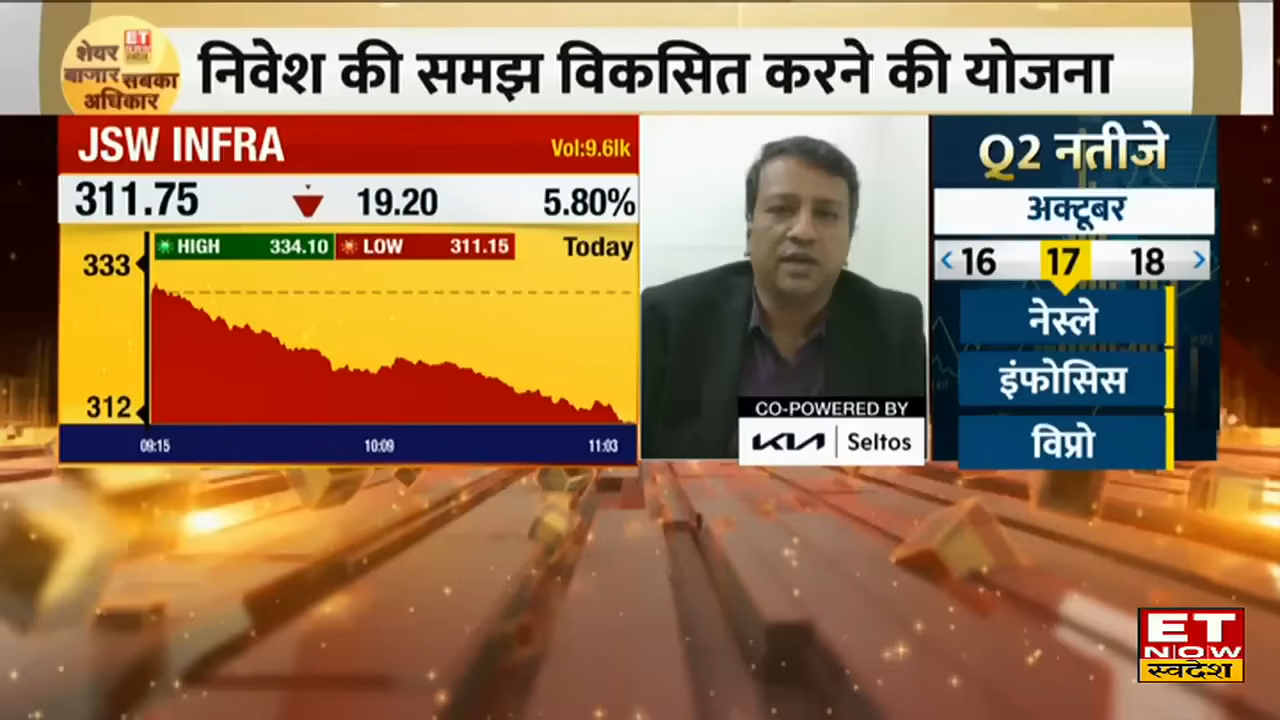 शेयर
बाजार सबका
अधिकार
ET
NOW
स्वदेश
निवेश की समझ विकसित करने की योजना
JSW INFRA
Vol:9.6lk
311.75 19.20 5.80%
HIGH 334.10 LOW 311.15 Today
333
312
09:15 10:09 11:03
CO-POWERED BY
KIA Seltos
Q2 नतीजे
अक्टूबर
16 17 18
नेस्ले
इंफोसिस
विप्रो
ET
NOW
स्वदेश